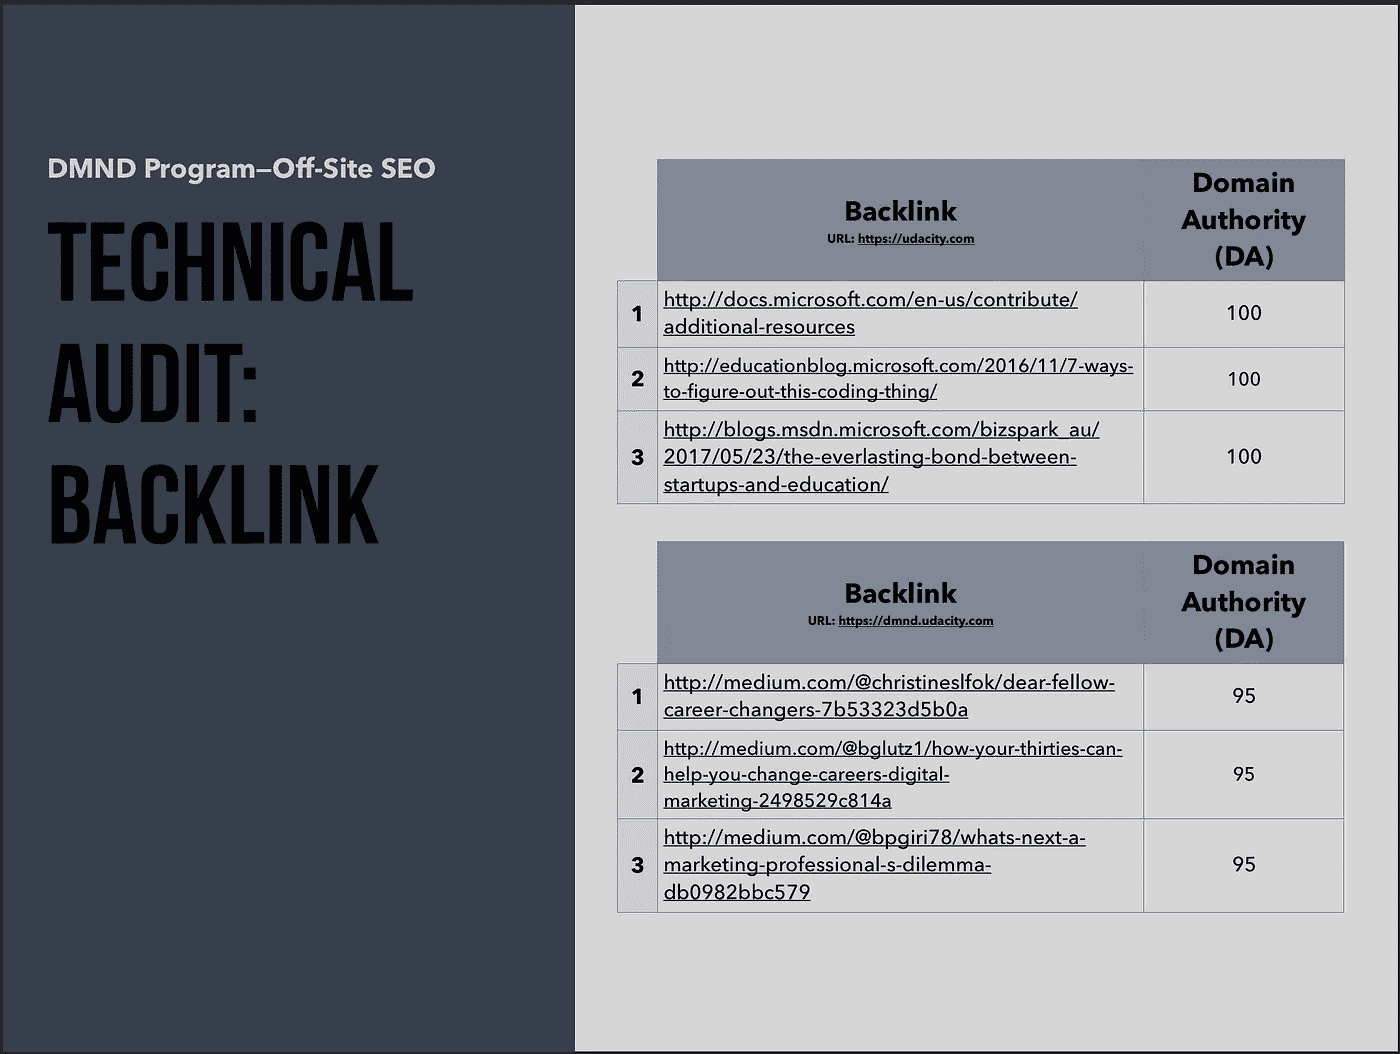 DMND Program—Off-Site SEO
TECHNICAL
AUDIT:
BACKLINK
Backlink
URL: https://udacity.com
Domain
Authority
(DA)
1
http://docs.microsoft.com/en-us/contribute/
additional-resources
100
2
http://educationblog.microsoft.com/2016/11/7-ways-
to-figure-out-this-coding-thing/
100
3
http://blogs.msdn.microsoft.com/bizspark_au/
2017/05/23/the-everlasting-bond-between-
startups-and-education/
100
Backlink
URL: https://dmnd.udacity.com
Domain
Authority
(DA)
1
http://medium.com/@christineslfok/dear-fellow-
career-changers-7b53323d5b0a
95
2
http://medium.com/@bglutz1/how-your-thirties-can-
help-you-change-careers-digital-
marketing-2498529c814a
95
3
http://medium.com/@bpgiri78/whats-next-a-
marketing-professional-s-dilemma-
db0982bbc579
95